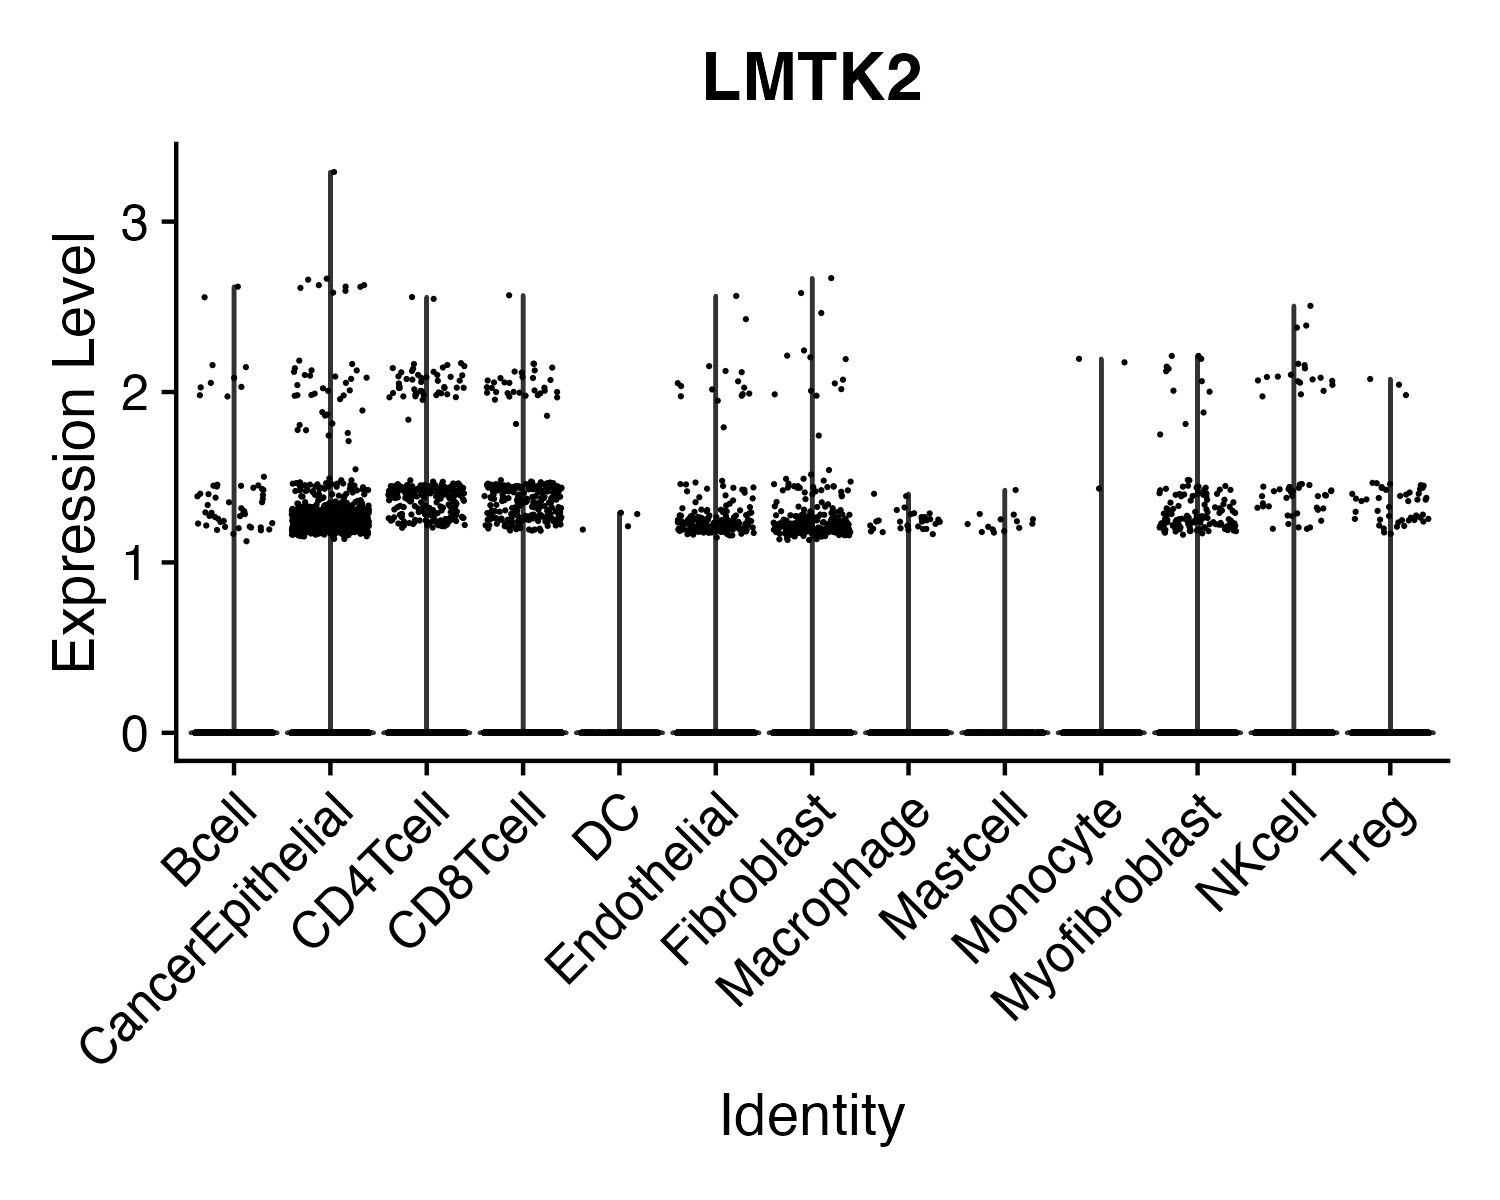 LMTK2
Expression Level
3
2
1
0
Bcell
CancerEpithelial
CD4Tcell
CD8Tcell
DC
Endothelial
Fibroblast
Macrophage
Mastcell
Monocyte
Myofibroblast
NKcell
Treg
Identity